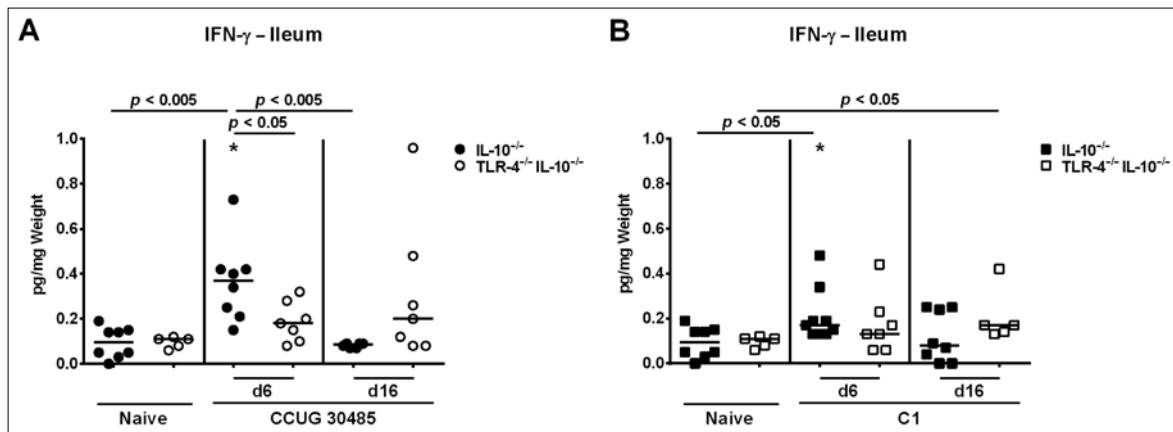 A
IFN-γ – Ileum
p < 0.005
p < 0.005
p < 0.05
*
1.0
0.8
0.6
0.4
0.2
0.0
pg/mg Weight
IL-10⁻/⁻
TLR-4⁻/⁻ IL-10⁻/⁻
d6
d16
Naive
CCUG 30485
B
IFN-γ – Ileum
p < 0.05
p < 0.05
*
1.0
0.8
0.6
0.4
0.2
0.0
pg/mg Weight
IL-10⁻/⁻
TLR-4⁻/⁻ IL-10⁻/⁻
d6
d16
Naive
C1